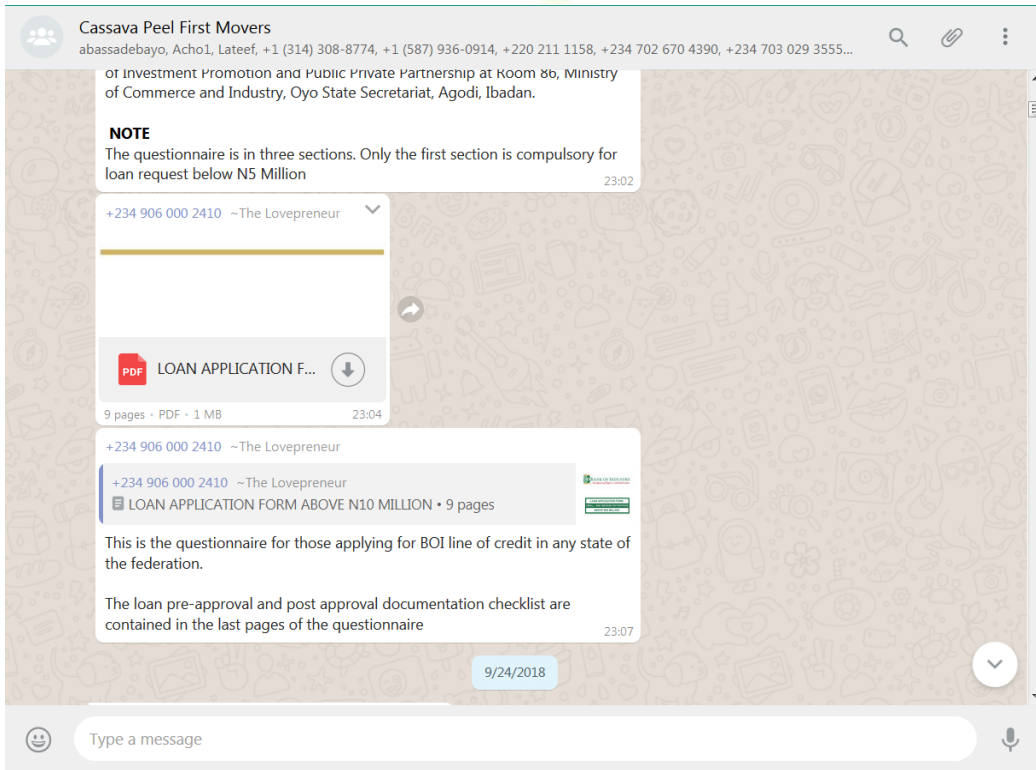 Cassava Peel First Movers
abassadebayo, Acho1, Lateef, +1 (314) 308-8774, +1 (587) 936-0914, +220 211 1158, +234 702 670 4390, +234 703 029 3555...
of Investment Promotion and Public Private Partnership at Room 86, Ministry
of Commerce and Industry, Oyo State Secretariat, Agodi, Ibadan.
NOTE
The questionnaire is in three sections. Only the first section is compulsory for
loan request below N5 Million
23:02
+234 906 000 2410 ~The Lovepreneur
PDF LOAN APPLICATION F...
9 pages · PDF · 1 MB 23:04
+234 906 000 2410 ~The Lovepreneur
+234 906 000 2410 ~The Lovepreneur
LOAN APPLICATION FORM ABOVE N10 MILLION • 9 pages
BANK OF INDUSTRY
This is the questionnaire for those applying for BOI line of credit in any state of
the federation.
The loan pre-approval and post approval documentation checklist are
contained in the last pages of the questionnaire
23:07
9/24/2018
Type a message